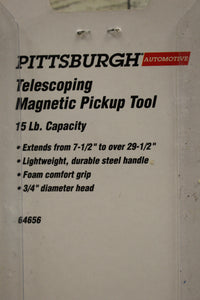 PITTSBURGH AUTOMOTIVE
Telescoping
Magnetic Pickup Tool
15 Lb. Capacity
• Extends from 7-1/2" to over 29-1/2"
• Lightweight, durable steel handle
• Foam comfort grip
• 3/4" diameter head
64656